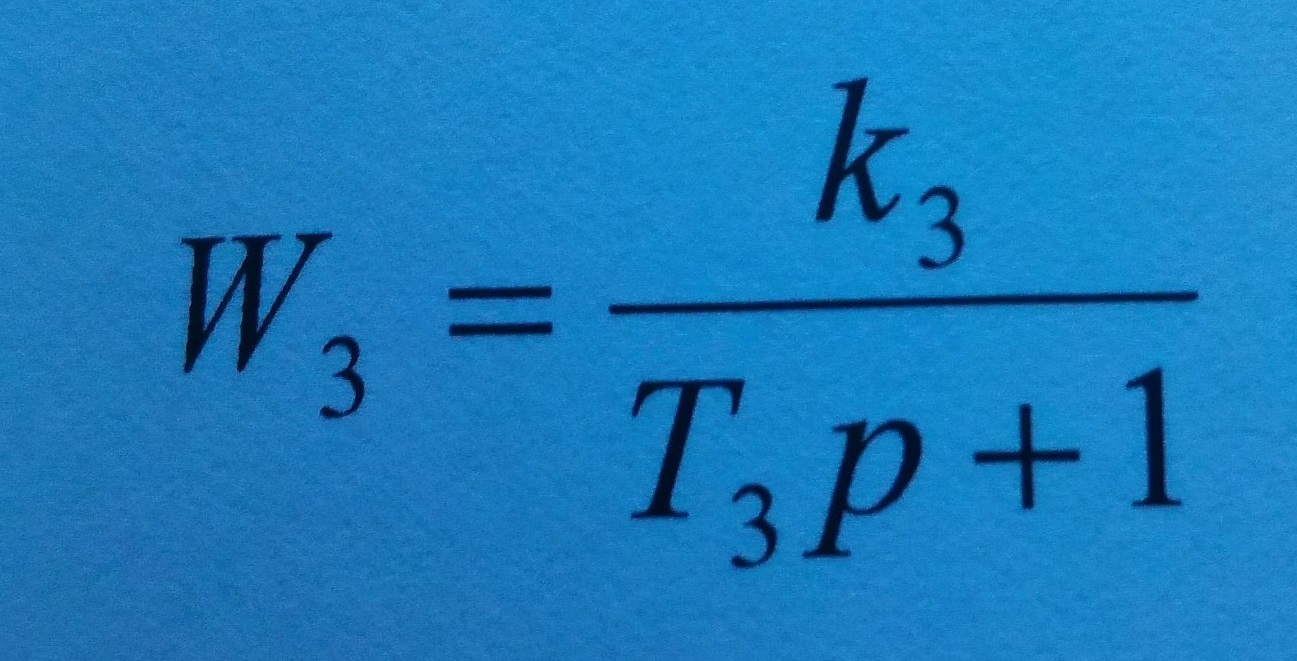 W₃ = k₃ / (T₃p + 1)